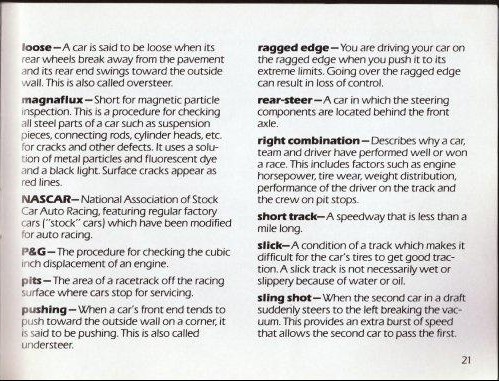 loose—A car is said to be loose when its
rear wheels break away from the pavement
and its rear end swings toward the outside
wall. This is also called oversteer.
magnaflux—Short for magnetic particle
inspection. This is a procedure for checking
all steel parts of a car such as suspension
pieces, connecting rods, cylinder heads, etc.
for cracks and other defects. It uses a solu-
tion of metal particles and fluorescent dye
and a black light. Surface cracks appear as
red lines.
NASCAR—National Association of Stock
Car Auto Racing, featuring regular factory
cars ("stock" cars) which have been modified
for auto racing.
P&G—The procedure for checking the cubic
inch displacement of an engine.
pits—The area of a racetrack off the racing
surface where cars stop for servicing.
pushing—When a car's front end tends to
push toward the outside wall on a corner, it
is said to be pushing. This is also called
understeer.
ragged edge—You are driving your car on
the ragged edge when you push it to its
extreme limits. Going over the ragged edge
can result in loss of control.
rear-steer—A car in which the steering
components are located behind the front
axle.
right combination—Describes why a car,
team and driver have performed well or won
a race. This includes factors such as engine
horsepower, tire wear, weight distribution,
performance of the driver on the track and
the crew on pit stops.
short track—A speedway that is less than a
mile long.
slick—A condition of a track which makes it
difficult for the car's tires to get good trac-
tion. A slick track is not necessarily wet or
slippery because of water or oil.
sling shot—When the second car in a draft
suddenly steers to the left breaking the vac-
uum. This provides an extra burst of speed
that allows the second car to pass the first.
21